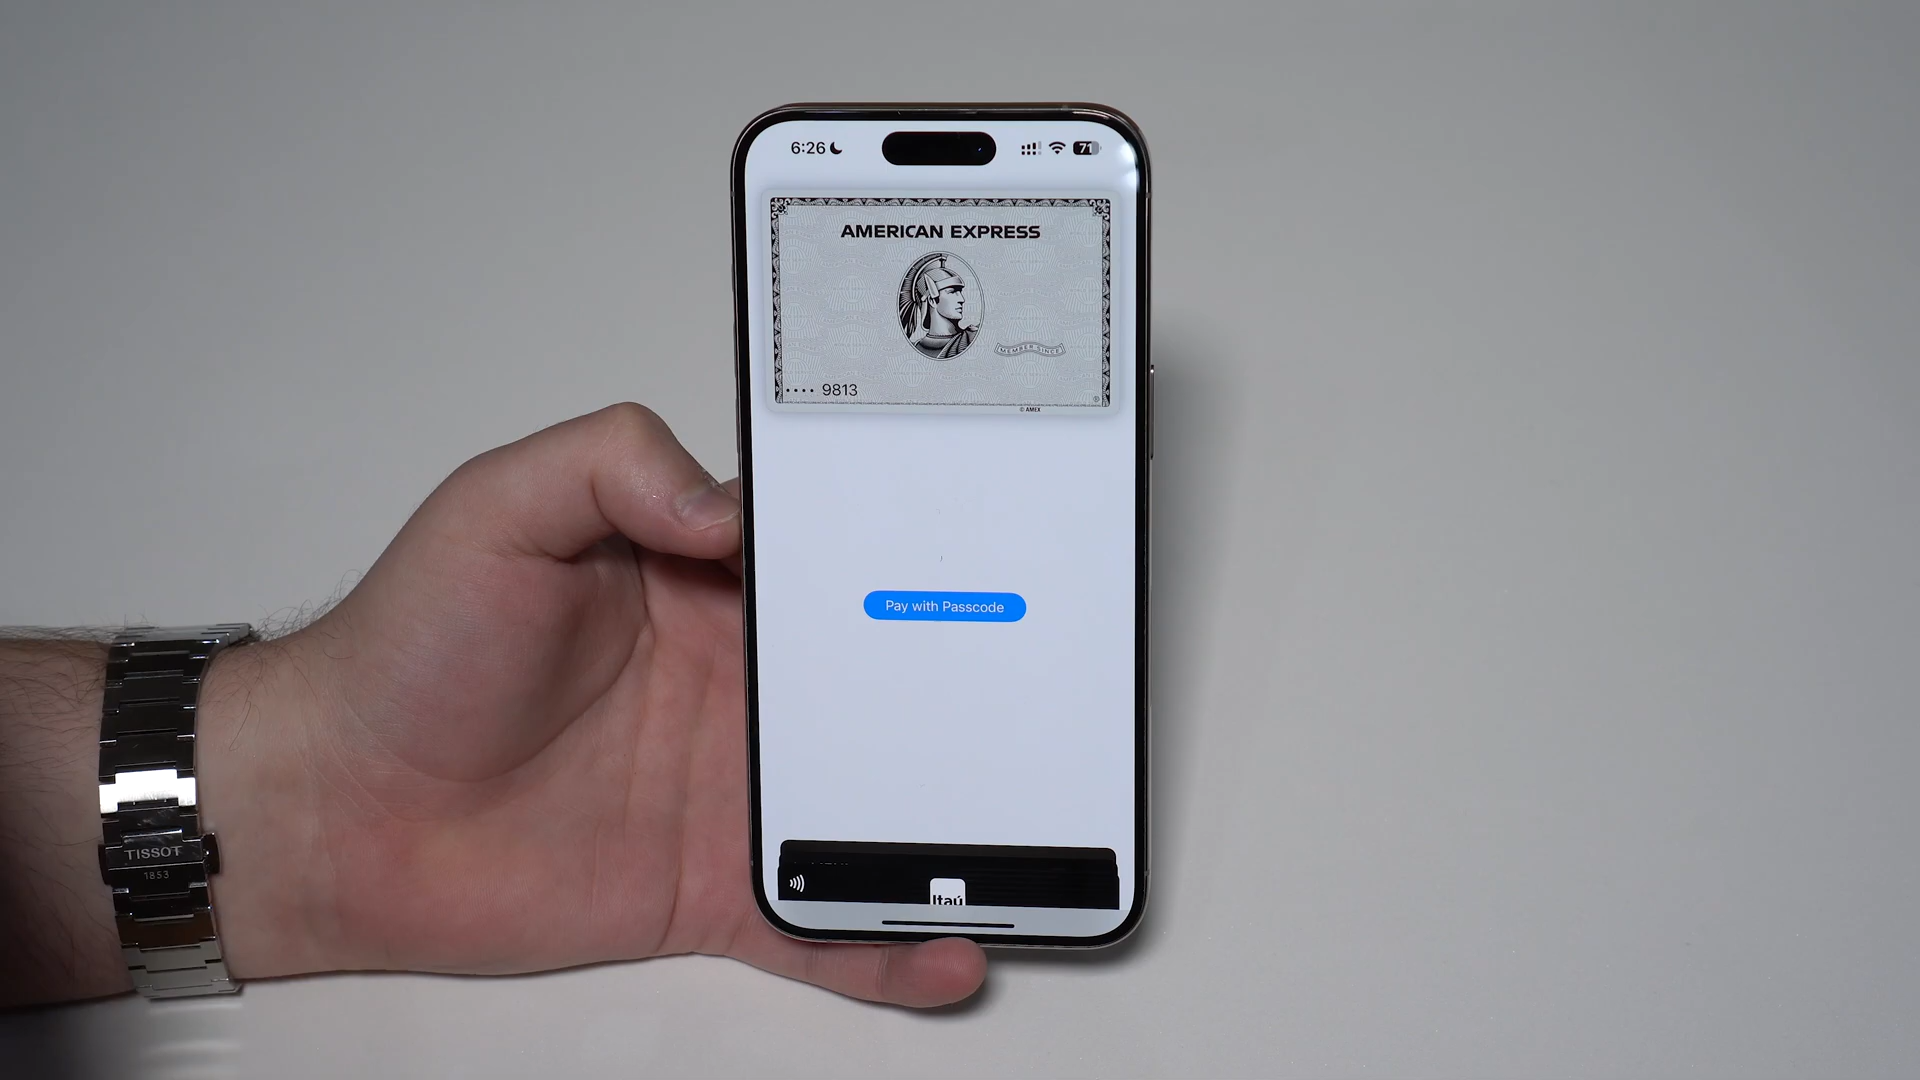 6:26
71
AMERICAN EXPRESS
MEMBER SINCE
•••• 9813
®
© AMEX
Pay with Passcode
Itaú
TISSOT
1853